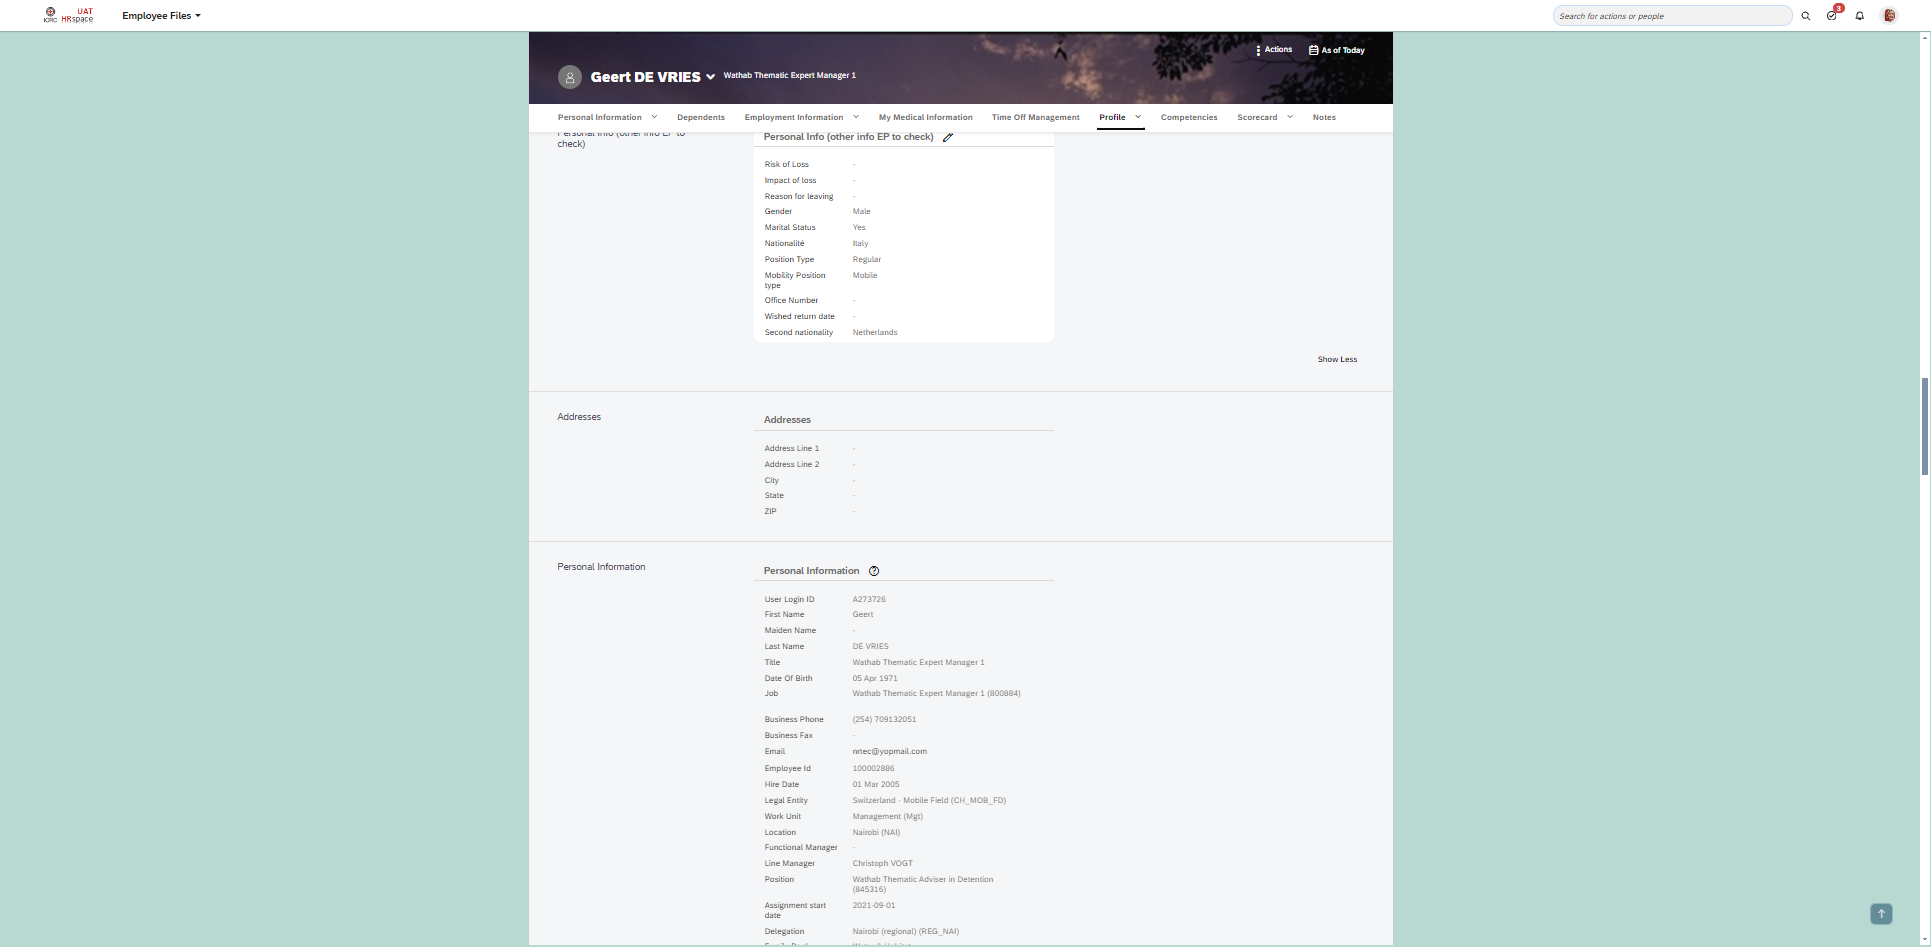 ICRC
UAT
HRspace
Employee Files
Search for actions or people
3
Actions
As of Today
Geert DE VRIES
Wathab Thematic Expert Manager 1
Personal Information
Dependents
Employment Information
My Medical Information
Time Off Management
Profile
Competencies
Scorecard
Notes
Personal Info (other info EP to
check)
Personal Info (other info EP to check)
Risk of Loss -
Impact of loss -
Reason for leaving -
Gender Male
Marital Status Yes
Nationalité Italy
Position Type Regular
Mobility Position Mobile
type
Office Number -
Wished return date -
Second nationality Netherlands
Show Less
Addresses
Addresses
Address Line 1 -
Address Line 2 -
City -
State -
ZIP -
Personal Information
Personal Information
User Login ID A273726
First Name Geert
Maiden Name -
Last Name DE VRIES
Title Wathab Thematic Expert Manager 1
Date Of Birth 05 Apr 1971
Job Wathab Thematic Expert Manager 1 (800884)
Business Phone (254) 709132051
Business Fax -
Email nrtec@yopmail.com
Employee Id 100002886
Hire Date 01 Mar 2005
Legal Entity Switzerland - Mobile Field (CH_MOB_FD)
Work Unit Management (Mgt)
Location Nairobi (NAI)
Functional Manager -
Line Manager Christoph VOGT
Position Wathab Thematic Adviser in Detention
(845316)
Assignment start 2021-09-01
date
Delegation Nairobi (regional) (REG_NAI)